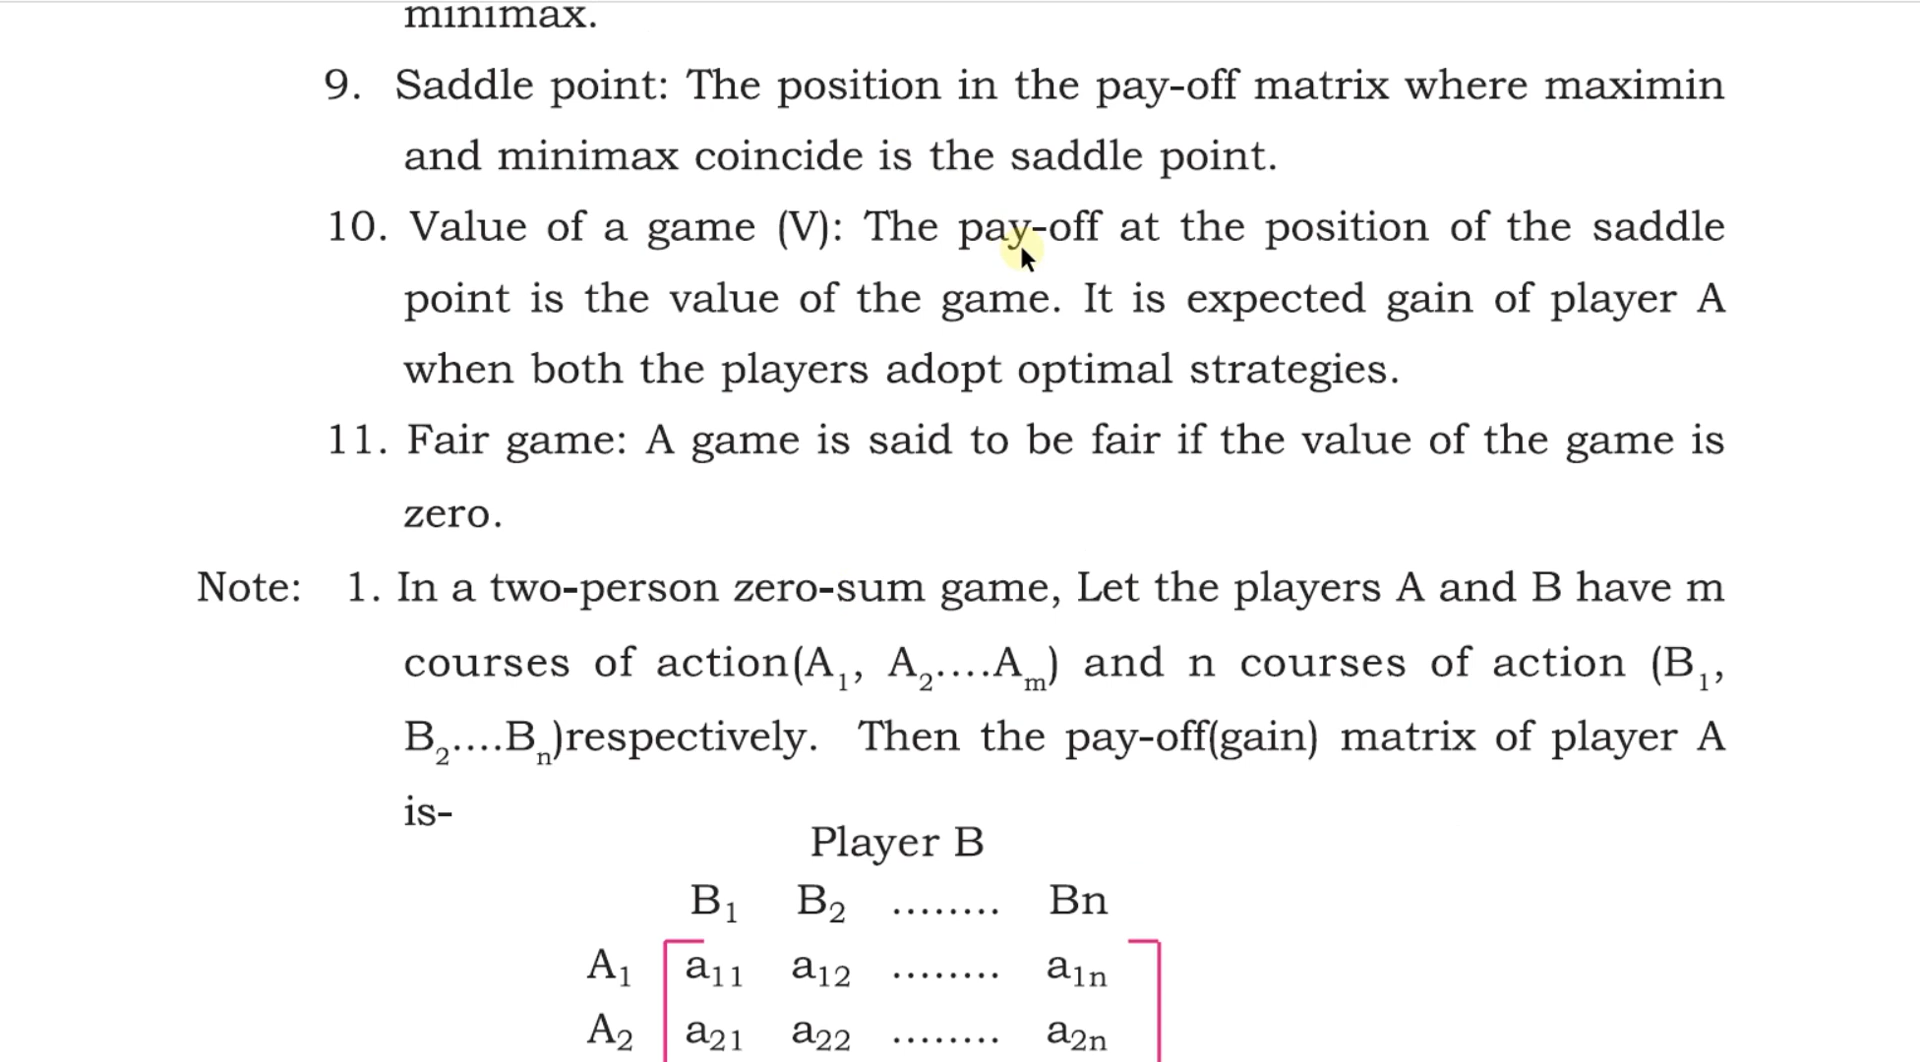 minimax.
9. Saddle point: The position in the pay-off matrix where maximin
and minimax coincide is the saddle point.
10. Value of a game (V): The pay-off at the position of the saddle
point is the value of the game. It is expected gain of player A
when both the players adopt optimal strategies.
11. Fair game: A game is said to be fair if the value of the game is
zero.
Note: 1. In a two-person zero-sum game, Let the players A and B have m
courses of action(A₁, A₂....Aₘ) and n courses of action (B₁,
B₂....Bₙ)respectively. Then the pay-off(gain) matrix of player A
is-
Player B
B₁ B₂ ........ Bn
A₁ a₁₁ a₁₂ ........ a₁ₙ
A₂ a₂₁ a₂₂ ........ a₂ₙ